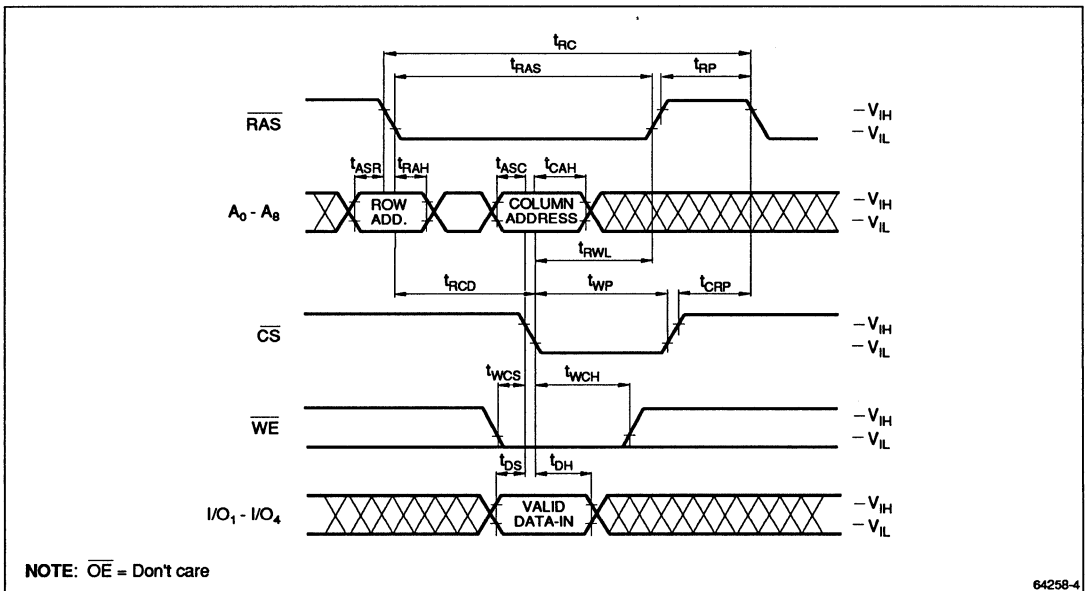 tRC
tRAS
tRP
RAS
VIH
VIL
tASR
tRAH
tASC
tCAH
A0 - A8
ROW
ADD.
COLUMN
ADDRESS
VIH
VIL
tRWL
tRCD
tWP
tCRP
CS
VIH
VIL
tWCS
tWCH
WE
VIH
VIL
tDS
tDH
I/O1 - I/O4
VALID
DATA-IN
VIH
VIL
NOTE: OE = Don't care
64258-4